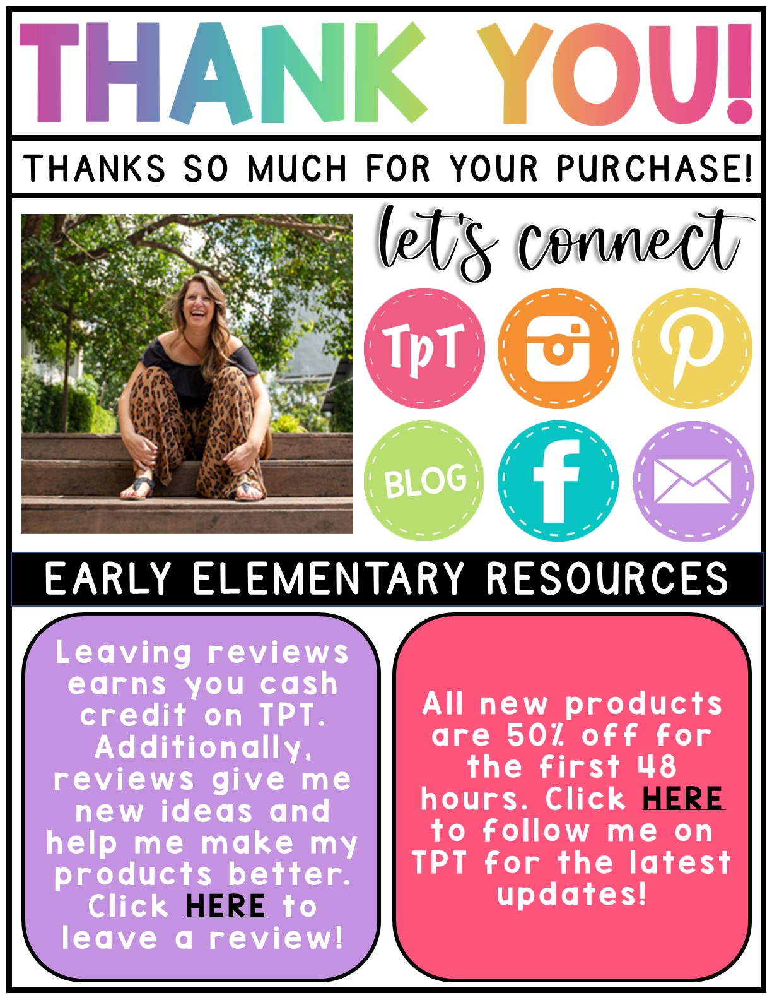 THANK YOU!
THANKS SO MUCH FOR YOUR PURCHASE!
let's connect
TpT
BLOG
EARLY ELEMENTARY RESOURCES
Leaving reviews
earns you cash
credit on TPT.
Additionally,
reviews give me
new ideas and
help me make my
products better.
Click HERE to
leave a review!
All new products
are 50% off for
the first 48
hours. Click HERE
to follow me on
TPT for the latest
updates!